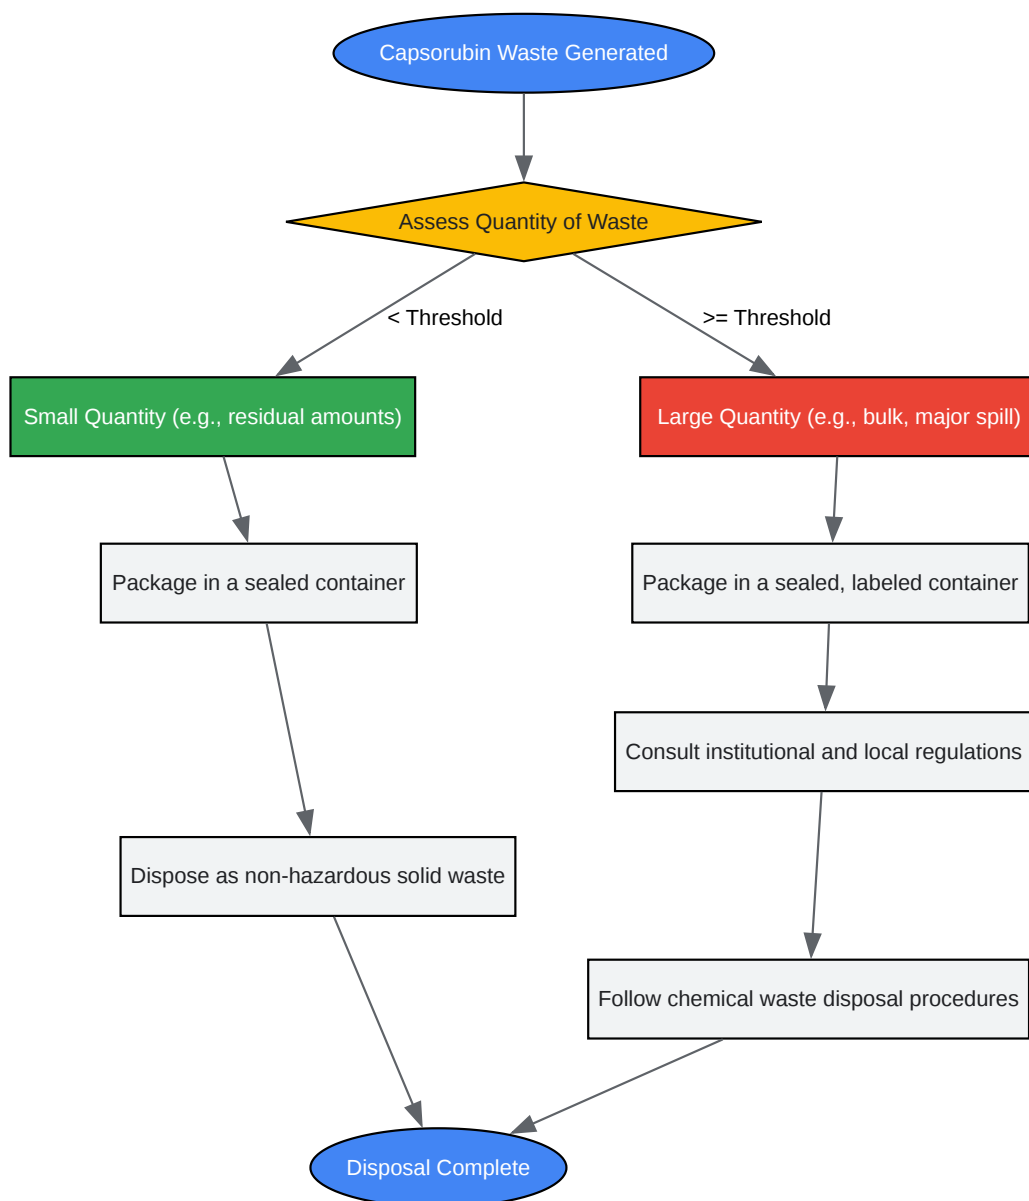 Capsorubin Waste Generated
Assess Quantity of Waste
< Threshold
>= Threshold
Small Quantity (e.g., residual amounts)
Large Quantity (e.g., bulk, major spill)
Package in a sealed container
Package in a sealed, labeled container
Consult institutional and local regulations
Dispose as non-hazardous solid waste
Follow chemical waste disposal procedures
Disposal Complete